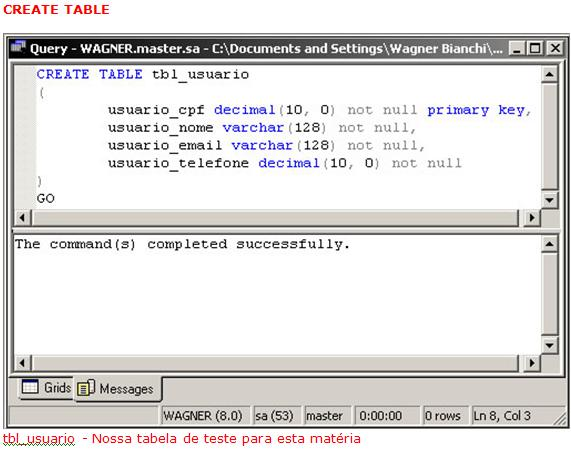 CREATE TABLE
Query - WAGNER.master.sa - C:\Documents and Settings\Wagner Bianchi\...
CREATE TABLE tbl_usuario
(
usuario_cpf decimal(10, 0) not null primary key,
usuario_nome varchar(128) not null,
usuario_email varchar(128) not null,
usuario_telefone decimal(10, 0) not null
)
GO
The command(s) completed successfully.
Grids Messages
WAGNER (8.0) sa (53) master 0:00:00 0 rows Ln 8, Col 3
tbl_usuario - Nossa tabela de teste para esta matéria